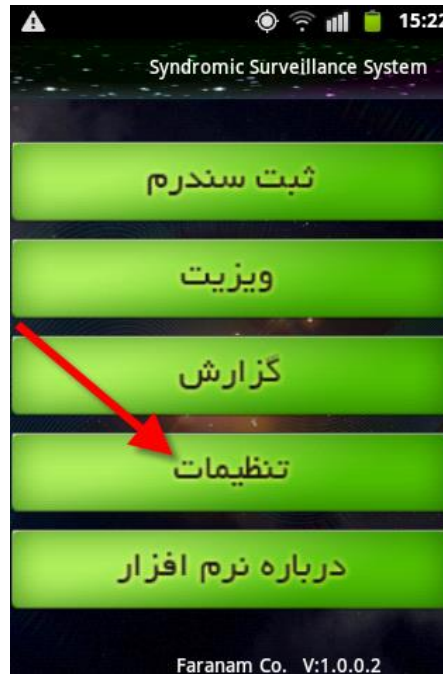 15:22
Syndromic Surveillance System
ثبت سندرم
ویزیت
گزارش
تنظیمات
درباره نرم افزار
Faranam Co. V:1.0.0.2